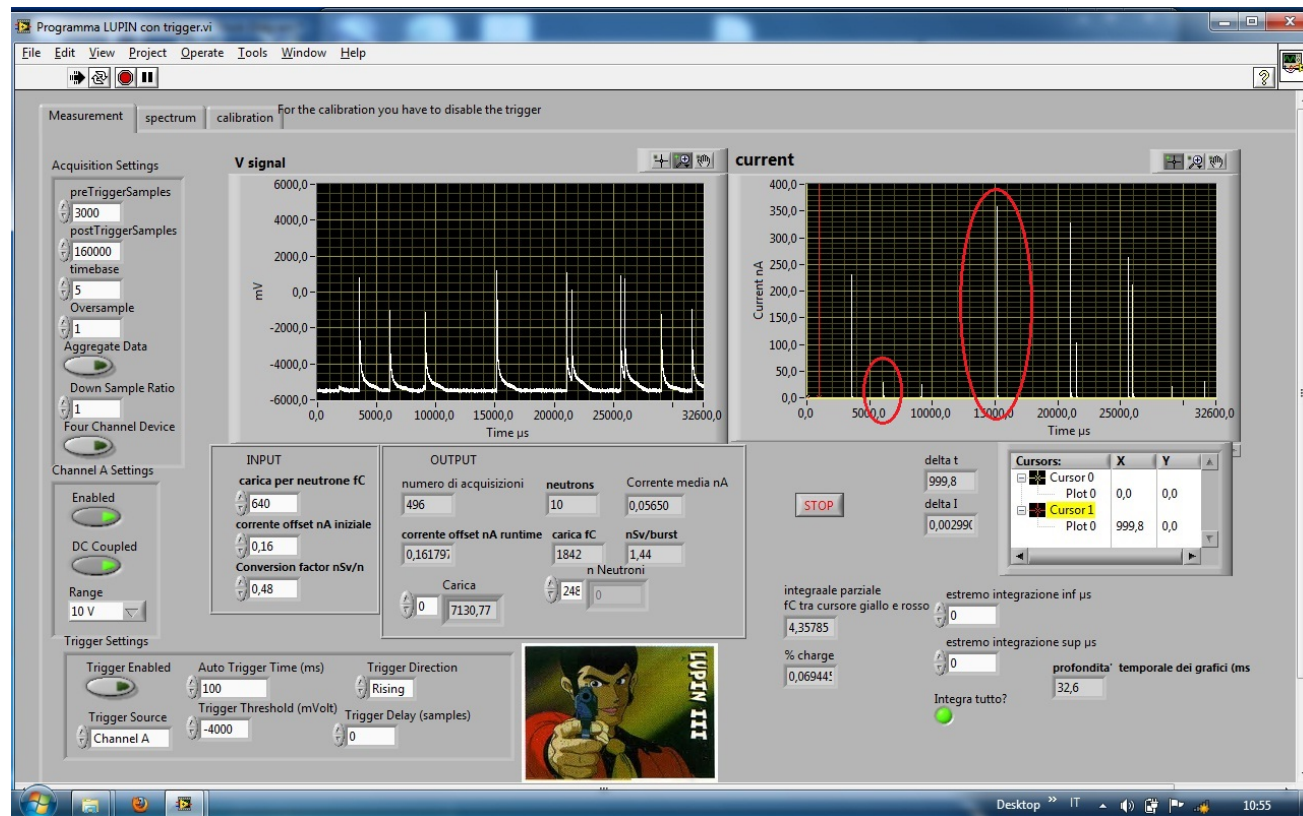 Programma LUPIN con trigger.vi
File Edit View Project Operate Tools Window Help
Measurement spectrum calibration For the calibration you have to disable the trigger
Acquisition Settings
preTriggerSamples
3000
postTriggerSamples
160000
timebase
5
Oversample
1
Aggregate Data
Down Sample Ratio
1
Four Channel Device
V signal
6000,0
4000,0
2000,0
0,0
-2000,0
-4000,0
-6000,0
mV
0,0 5000,0 10000,0 15000,0 20000,0 25000,0 32600,0
Time µs
current
400,0
350,0
300,0
250,0
200,0
150,0
100,0
50,0
0,0
Current nA
0,0 5000,0 10000,0 15000,0 20000,0 25000,0 32600,0
Time µs
Channel A Settings
Enabled
DC Coupled
Range
10 V
INPUT
carica per neutrone fC
640
corrente offset nA iniziale
0,16
Conversion factor nSv/n
0,48
OUTPUT
numero di acquisizioni neutrons Corrente media nA
496 10 0,05650
corrente offset nA runtime carica fC nSv/burst
0,161797 1842 1,44
Carica n Neutroni
0 7130,77 248 0
STOP
delta t
999,8
delta I
0,00299
Cursors: X Y
Cursor 0
Plot 0 0,0 0,0
Cursor 1
Plot 0 999,8 0,0
integraale parziale
fC tra cursore giallo e rosso
4,35785
% charge
0,06944
estremo integrazione inf µs
0
estremo integrazione sup µs
0
profondita' temporale dei grafici (ms
32,6
Integra tutto?
Trigger Settings
Trigger Enabled Auto Trigger Time (ms) Trigger Direction
100 Rising
Trigger Source Trigger Threshold (mVolt) Trigger Delay (samples)
Channel A -4000 0
LUPIN III
Desktop » IT 10:55